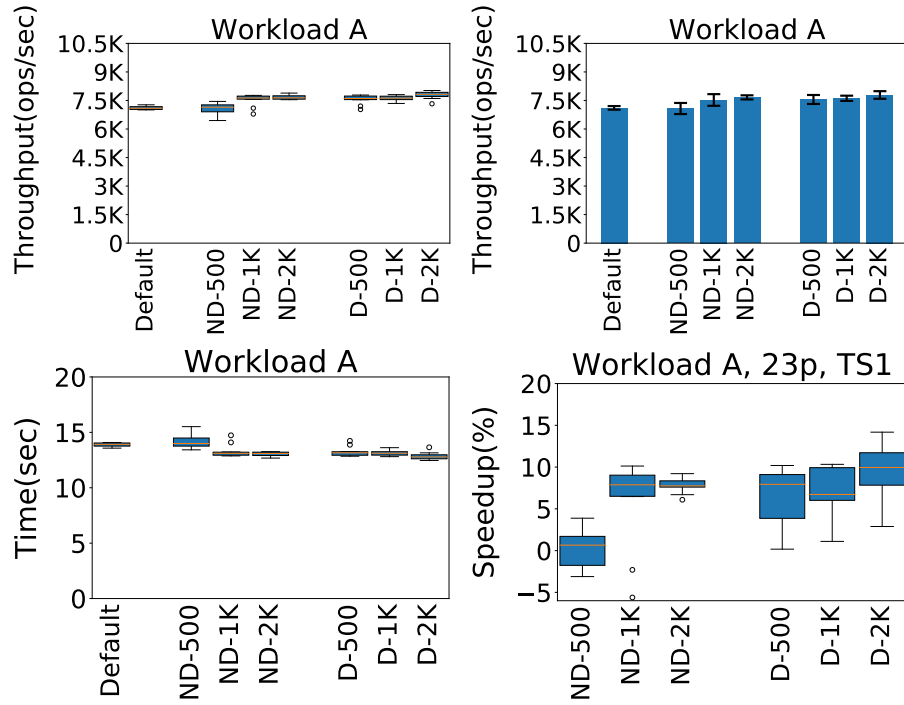 Workload A
Throughput(ops/sec)
10.5K
9K
7.5K
6K
4.5K
3K
1.5K
0
Default
ND-500
ND-1K
ND-2K
D-500
D-1K
D-2K
Workload A
Throughput(ops/sec)
10.5K
9K
7.5K
6K
4.5K
3K
1.5K
0
Default
ND-500
ND-1K
ND-2K
D-500
D-1K
D-2K
Workload A
Time(sec)
20
15
10
5
0
Default
ND-500
ND-1K
ND-2K
D-500
D-1K
D-2K
Workload A, 23p, TS1
Speedup(%)
20
15
10
5
0
−5
ND-500
ND-1K
ND-2K
D-500
D-1K
D-2K